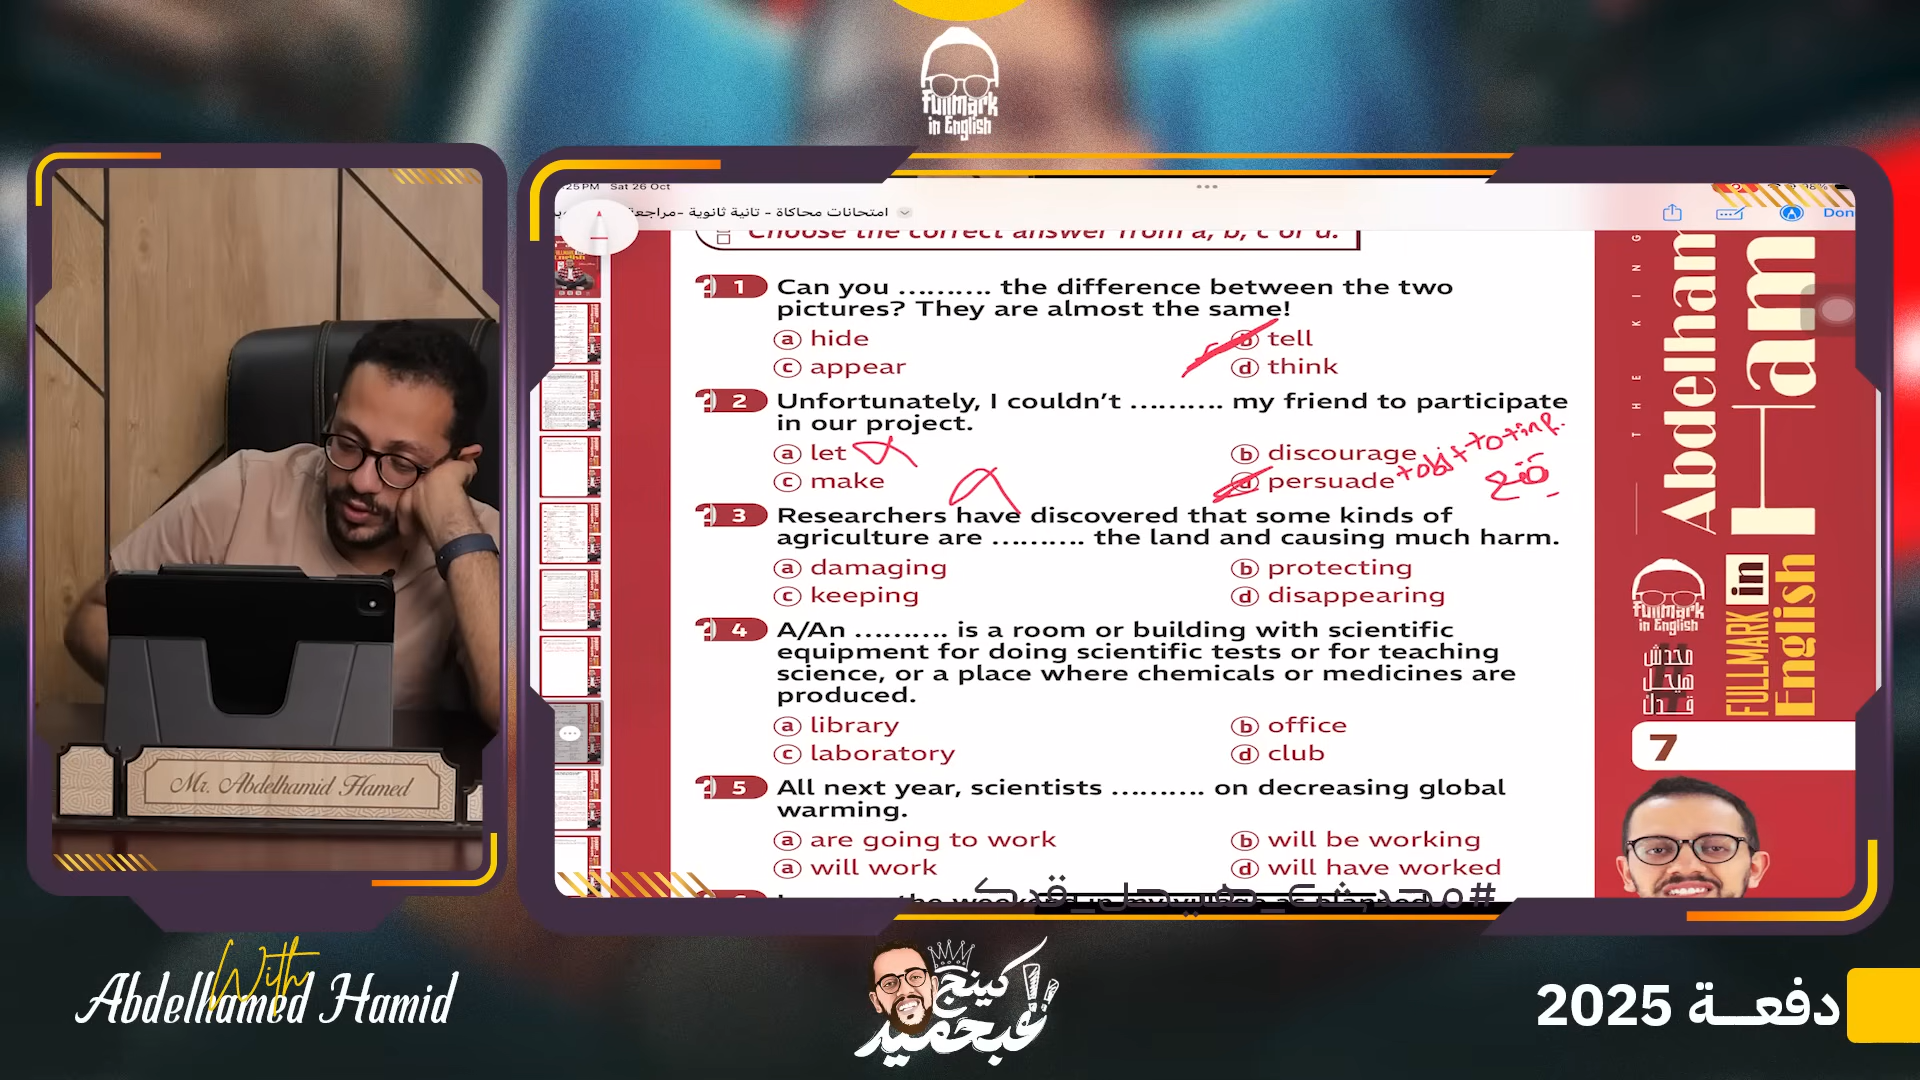 Fullmark
in English
25 PM Sat 26 Oct
امتحانات محاكاة - تانية ثانوية -مراجعة
Done
Choose the correct answer from a, b, c or d.
1 Can you .......... the difference between the two
pictures? They are almost the same!
a hide
b tell
c appear
d think
2 Unfortunately, I couldn't .......... my friend to participate
in our project.
a let
b discourage
c make
d persuade
+obj+to+inf.
3 Researchers have discovered that some kinds of
agriculture are .......... the land and causing much harm.
a damaging
b protecting
c keeping
d disappearing
4 A/An .......... is a room or building with scientific
equipment for doing scientific tests or for teaching
science, or a place where chemicals or medicines are
produced.
a library
b office
c laboratory
d club
5 All next year, scientists .......... on decreasing global
warming.
a are going to work
b will be working
a will work
d will have worked
#محدش_هيحل_قدك
THE KING
Abdelham
Ham
Fullmark
in English
محدش
هيحل
قدك
FULLMARK in
English
7
Mr. Abdelhamid Hamed
With
Abdelhamed Hamid
كينج
عبحميد
دفعة 2025